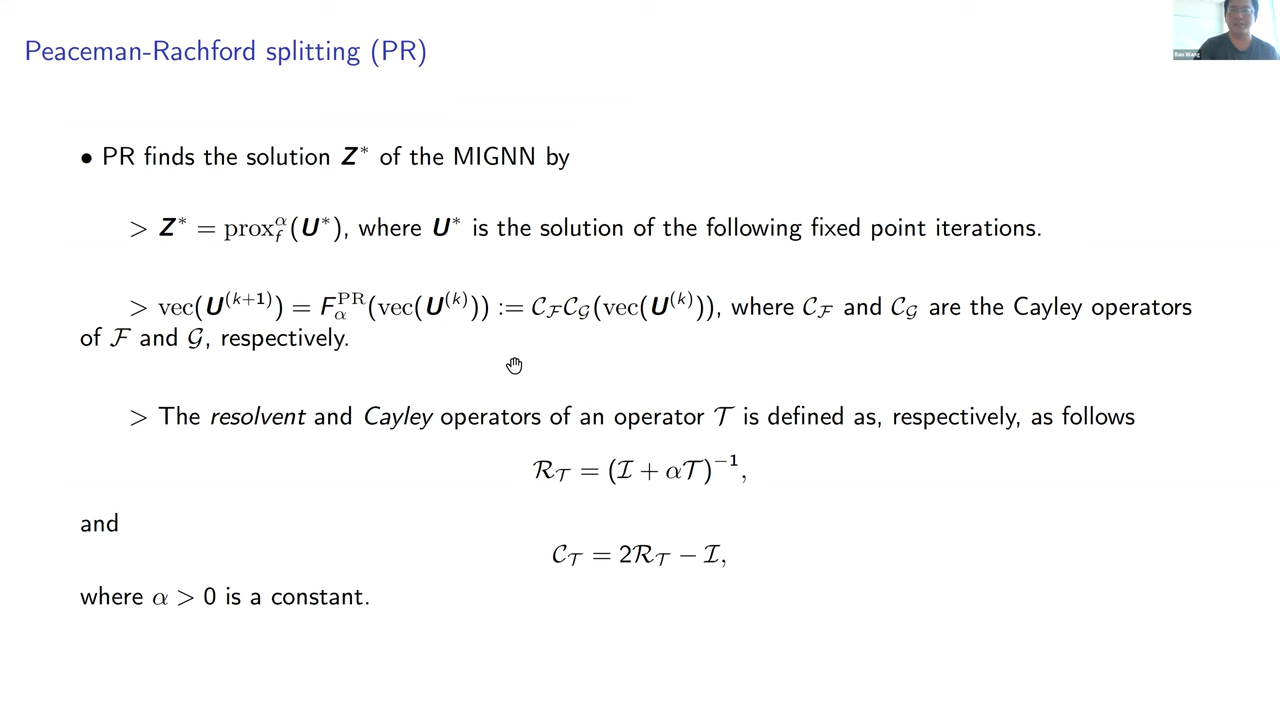 Peaceman-Rachford splitting (PR)
Bao Wang
• PR finds the solution Z* of the MIGNN by
> Z* = prox_f^α(U*), where U* is the solution of the following fixed point iterations.
> vec(U^(k+1)) = F_α^PR(vec(U^(k))) := C_F C_G(vec(U^(k))), where C_F and C_G are the Cayley operators
of F and G, respectively.
> The resolvent and Cayley operators of an operator T is defined as, respectively, as follows
R_T = (I + αT)^−1,
and
C_T = 2R_T − I,
where α > 0 is a constant.